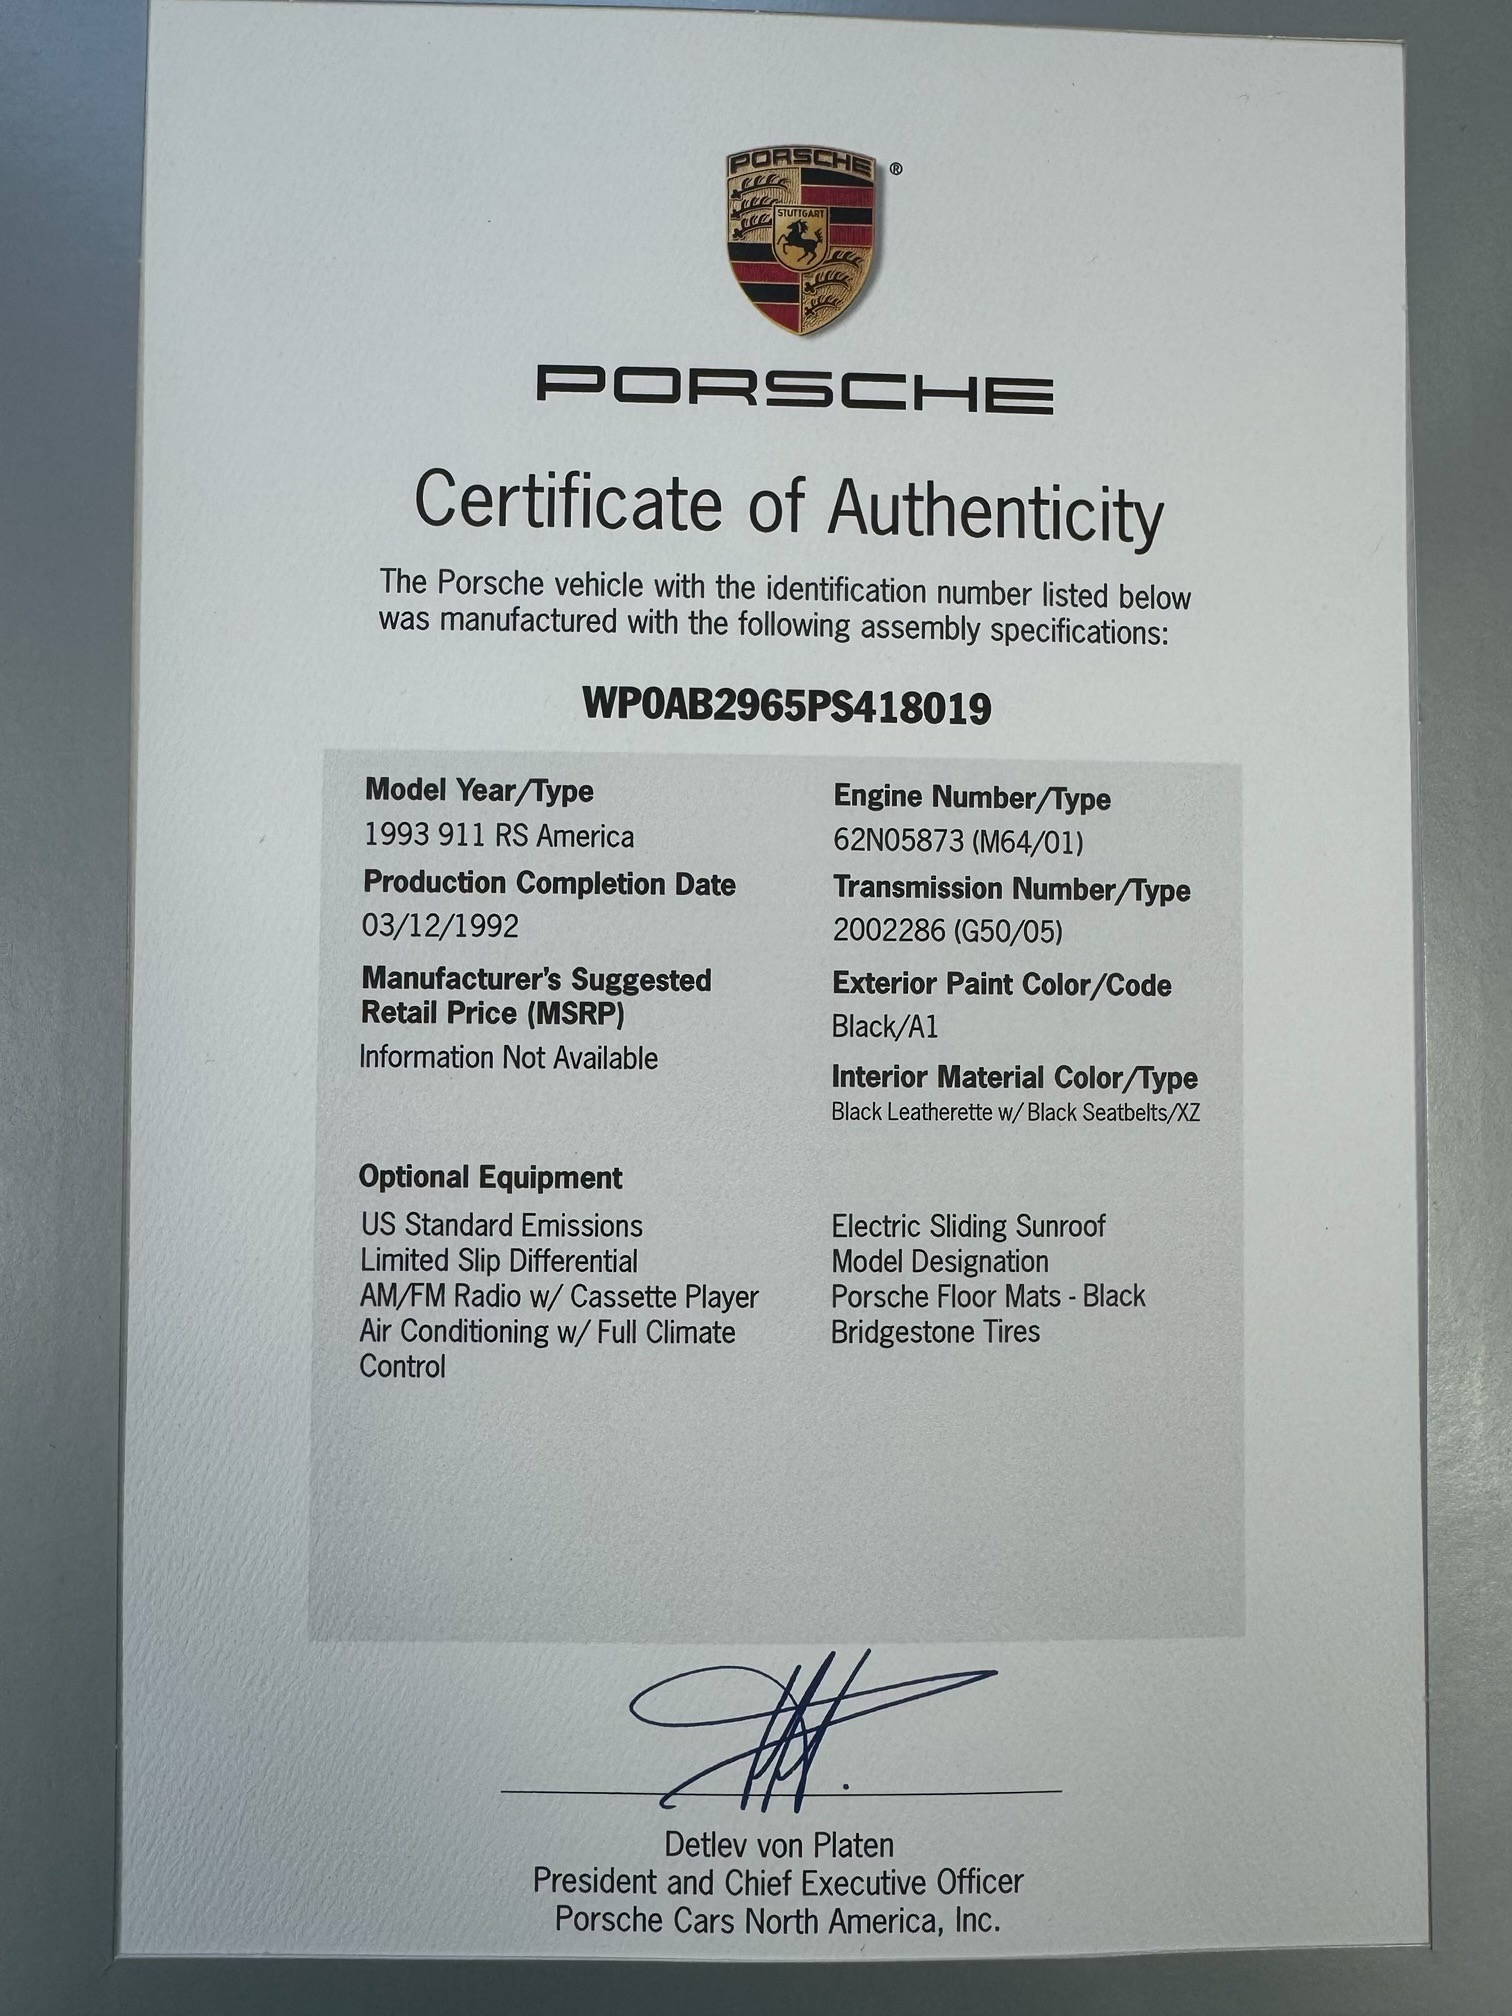 PORSCHE ®
STUTTGART
PORSCHE
Certificate of Authenticity
The Porsche vehicle with the identification number listed below
was manufactured with the following assembly specifications:
WP0AB2965PS418019
Model Year/Type
1993 911 RS America
Production Completion Date
03/12/1992
Manufacturer's Suggested
Retail Price (MSRP)
Information Not Available
Engine Number/Type
62N05873 (M64/01)
Transmission Number/Type
2002286 (G50/05)
Exterior Paint Color/Code
Black/A1
Interior Material Color/Type
Black Leatherette w/ Black Seatbelts/XZ
Optional Equipment
US Standard Emissions
Limited Slip Differential
AM/FM Radio w/ Cassette Player
Air Conditioning w/ Full Climate
Control
Electric Sliding Sunroof
Model Designation
Porsche Floor Mats - Black
Bridgestone Tires
Detlev von Platen
President and Chief Executive Officer
Porsche Cars North America, Inc.